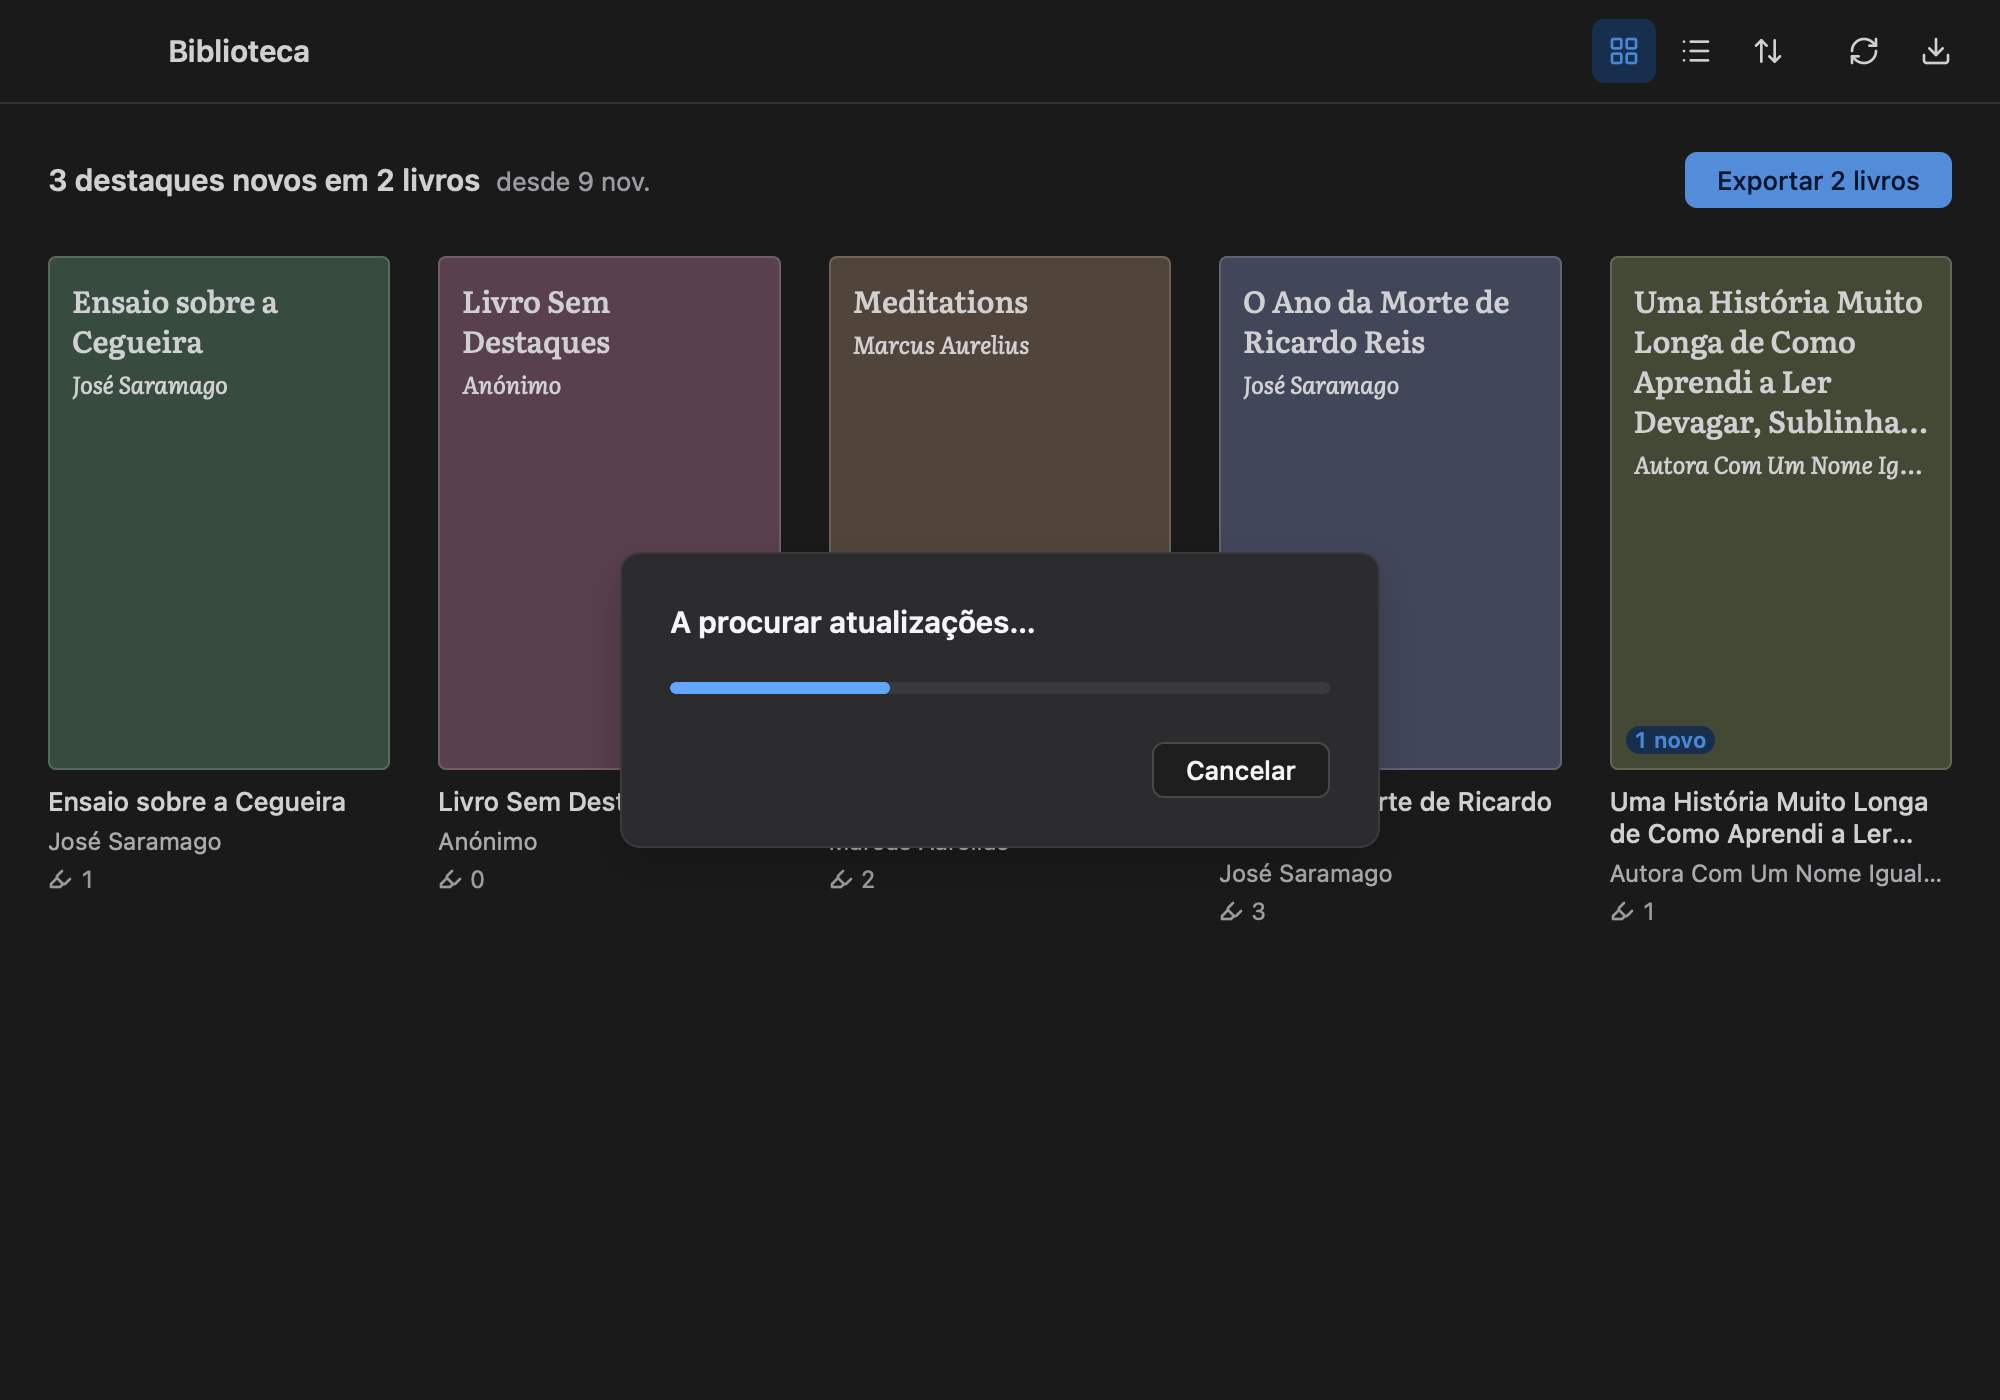 Biblioteca
3 destaques novos em 2 livros desde 9 nov.
Exportar 2 livros
Ensaio sobre a
Cegueira
José Saramago
Livro Sem
Destaques
Anónimo
Meditations
Marcus Aurelius
O Ano da Morte de
Ricardo Reis
José Saramago
Uma História Muito
Longa de Como
Aprendi a Ler
Devagar, Sublinha...
Autora Com Um Nome Ig...
1 novo
A procurar atualizações...
Cancelar
Ensaio sobre a Cegueira
José Saramago
1
Livro Sem
Anónimo
0
Marcus Aurelius
2
de Ricardo
José Saramago
3
Uma História Muito Longa
de Como Aprendi a Ler...
Autora Com Um Nome Igual...
1